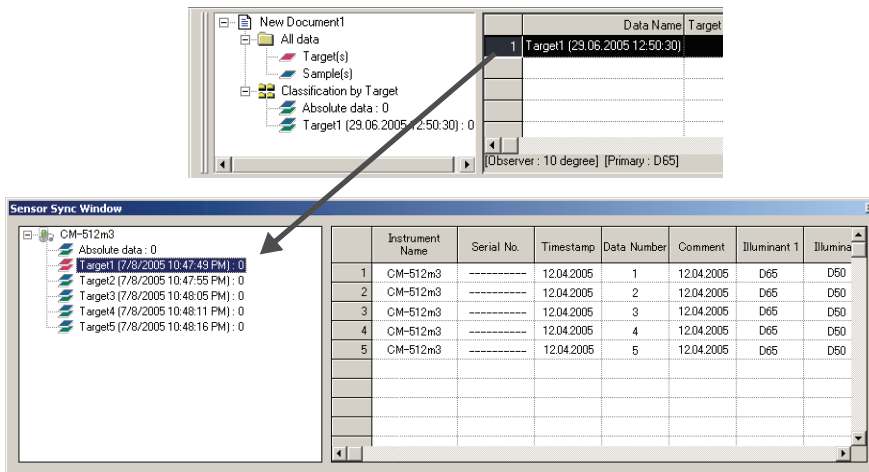 New Document1
All data
Target(s)
Sample(s)
Classification by Target
Absolute data : 0
Target1 (29.06.2005 12:50:30) : 0
Data Name Target
1 Target1 (29.06.2005 12:50:30)
[Observer : 10 degree] [Primary : D65]
Sensor Sync Window
CM-512m3
Absolute data : 0
Target1 (7/8/2005 10:47:49 PM) : 0
Target2 (7/8/2005 10:47:55 PM) : 0
Target3 (7/8/2005 10:48:05 PM) : 0
Target4 (7/8/2005 10:48:11 PM) : 0
Target5 (7/8/2005 10:48:16 PM) : 0
Instrument Name Serial No. Timestamp Data Number Comment Illuminant 1 Illumina
1 CM-512m3 ---------- 12.04.2005 1 12.04.2005 D65 D50
2 CM-512m3 ---------- 12.04.2005 2 12.04.2005 D65 D50
3 CM-512m3 ---------- 12.04.2005 3 12.04.2005 D65 D50
4 CM-512m3 ---------- 12.04.2005 4 12.04.2005 D65 D50
5 CM-512m3 ---------- 12.04.2005 5 12.04.2005 D65 D50